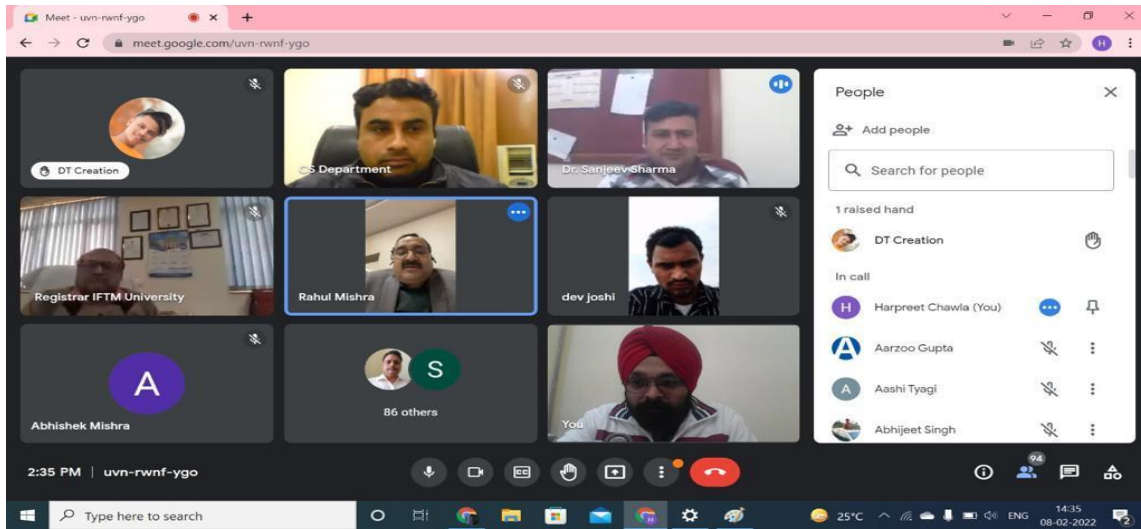 Meet - uvn-rwnf-ygo
meet.google.com/uvn-rwnf-ygo
H
DT Creation
CS Department
Dr. Sanjeev Sharma
Registrar IFTM University
Rahul Mishra
dev joshi
A
Abhishek Mishra
S
86 others
You
People
Add people
Search for people
1 raised hand
DT Creation
In call
H Harpreet Chawla (You)
Aarzoo Gupta
A Aashi Tyagi
Abhijeet Singh
2:35 PM | uvn-rwnf-ygo
CC
94
Type here to search
25°C
ENG
14:35
08-02-2022
2